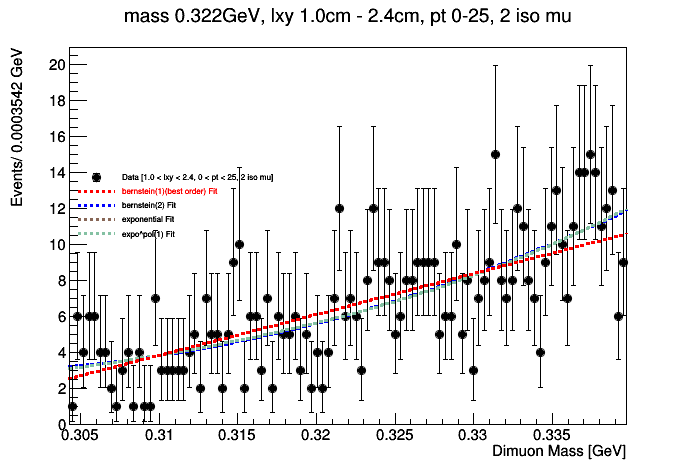 mass 0.322GeV, lxy 1.0cm - 2.4cm, pt 0-25, 2 iso mu
Events/ 0.0003542 GeV
20
18
16
14
12
10
8
6
4
2
0
Data [1.0 < lxy < 2.4, 0 < pt < 25, 2 iso mu]
bernstein(1)(best order) Fit
bernstein(2) Fit
exponential Fit
expo*pol(1) Fit
0.305 0.31 0.315 0.32 0.325 0.33 0.335
Dimuon Mass [GeV]